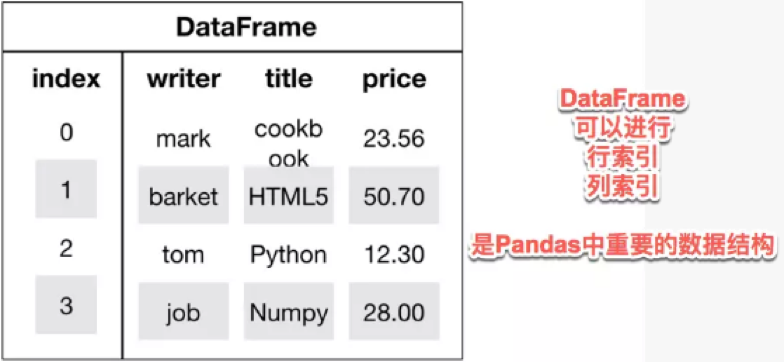 DataFrame
index writer title price
0 mark cookb
ook 23.56
1 barket HTML5 50.70
2 tom Python 12.30
3 job Numpy 28.00
DataFrame
可以进行
行索引
列索引
是Pandas中重要的数据结构